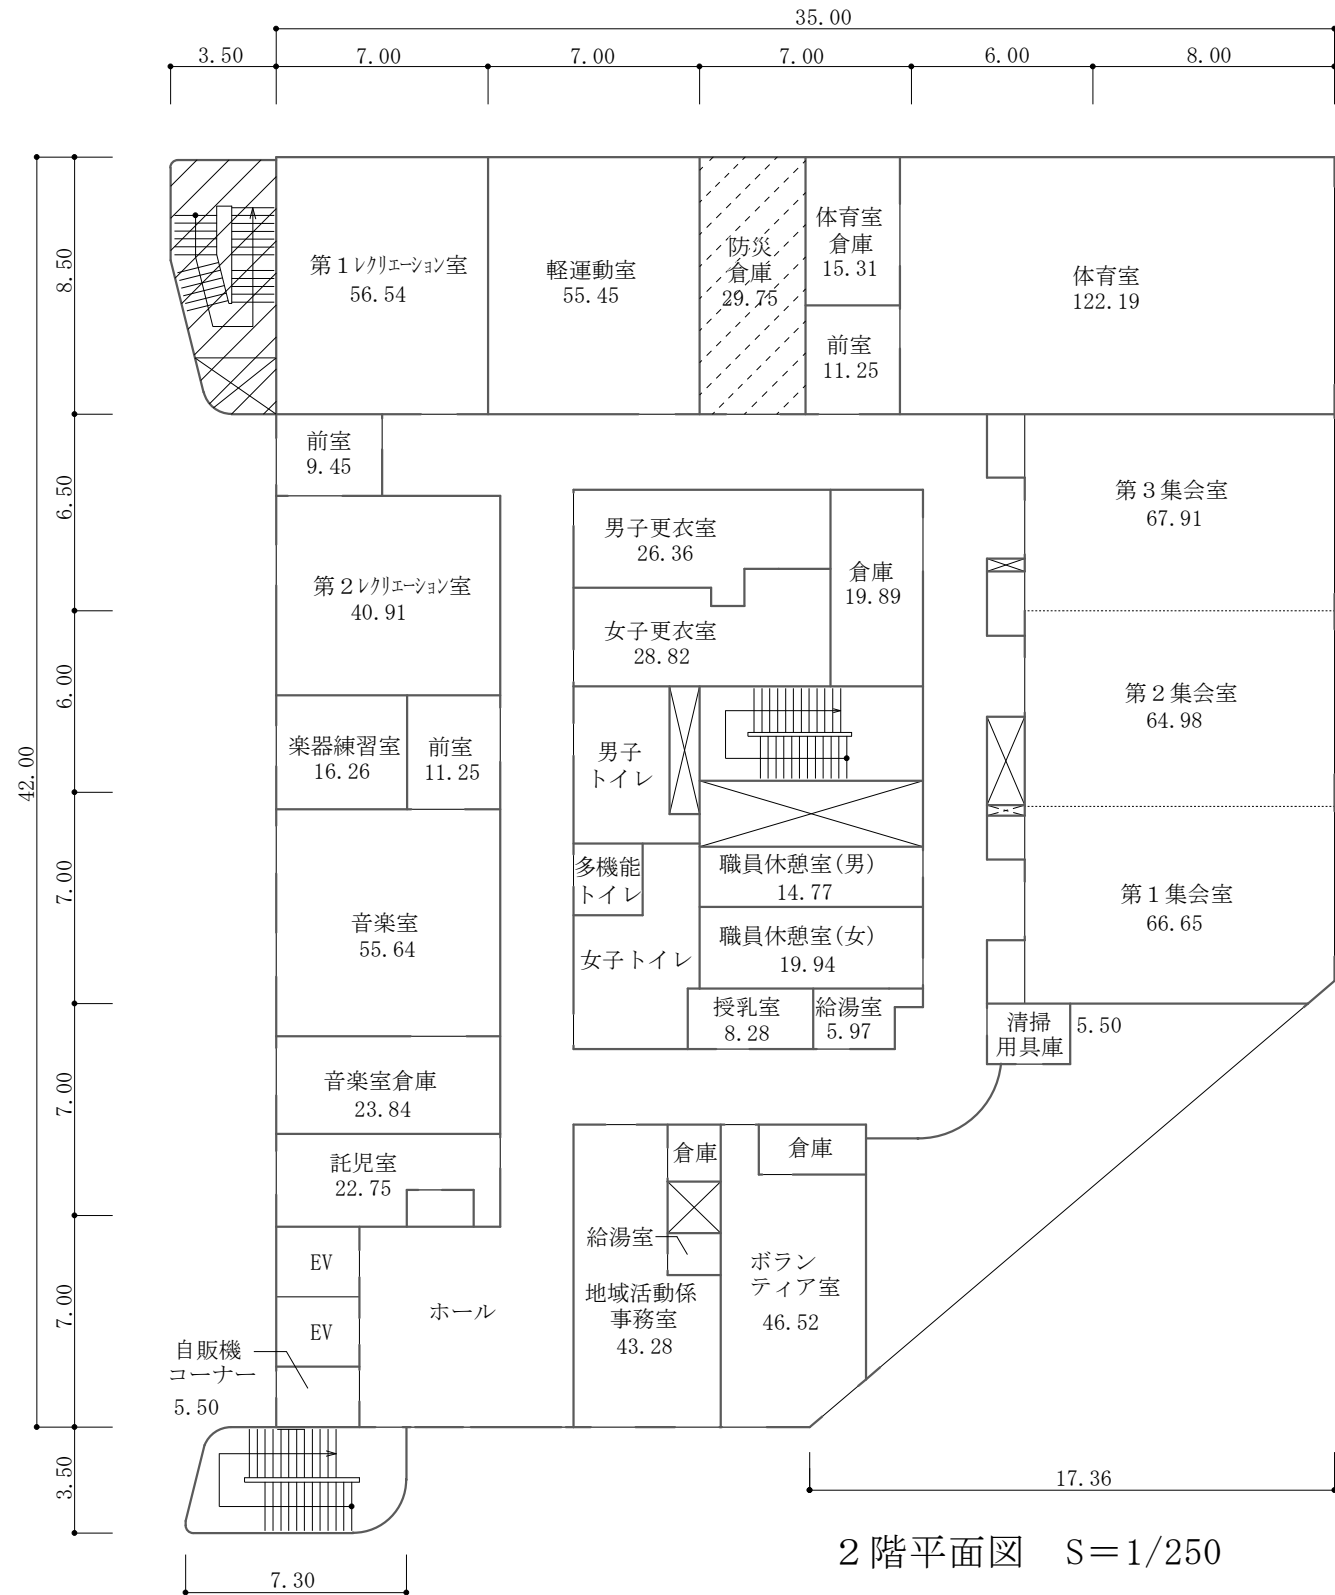 35.00
3.50
7.00
7.00
7.00
6.00
8.00
8.50
6.50
6.00
42.00
7.00
7.00
7.00
3.50
第1レクリエーション室
56.54
軽運動室
55.45
防災
倉庫
29.75
体育室
倉庫
15.31
前室
11.25
体育室
122.19
前室
9.45
第2レクリエーション室
40.91
男子更衣室
26.36
女子更衣室
28.82
倉庫
19.89
第3集会室
67.91
第2集会室
64.98
第1集会室
66.65
楽器練習室
16.26
前室
11.25
男子
トイレ
多機能
トイレ
女子トイレ
職員休憩室(男)
14.77
職員休憩室(女)
19.94
授乳室
8.28
給湯室
5.97
清掃
用具庫
5.50
音楽室
55.64
音楽室倉庫
23.84
託児室
22.75
EV
EV
ホール
自販機
コーナー
5.50
倉庫
倉庫
給湯室
地域活動係
事務室
43.28
ボラン
ティア室
46.52
17.36
7.30
2階平面図 S=1/250